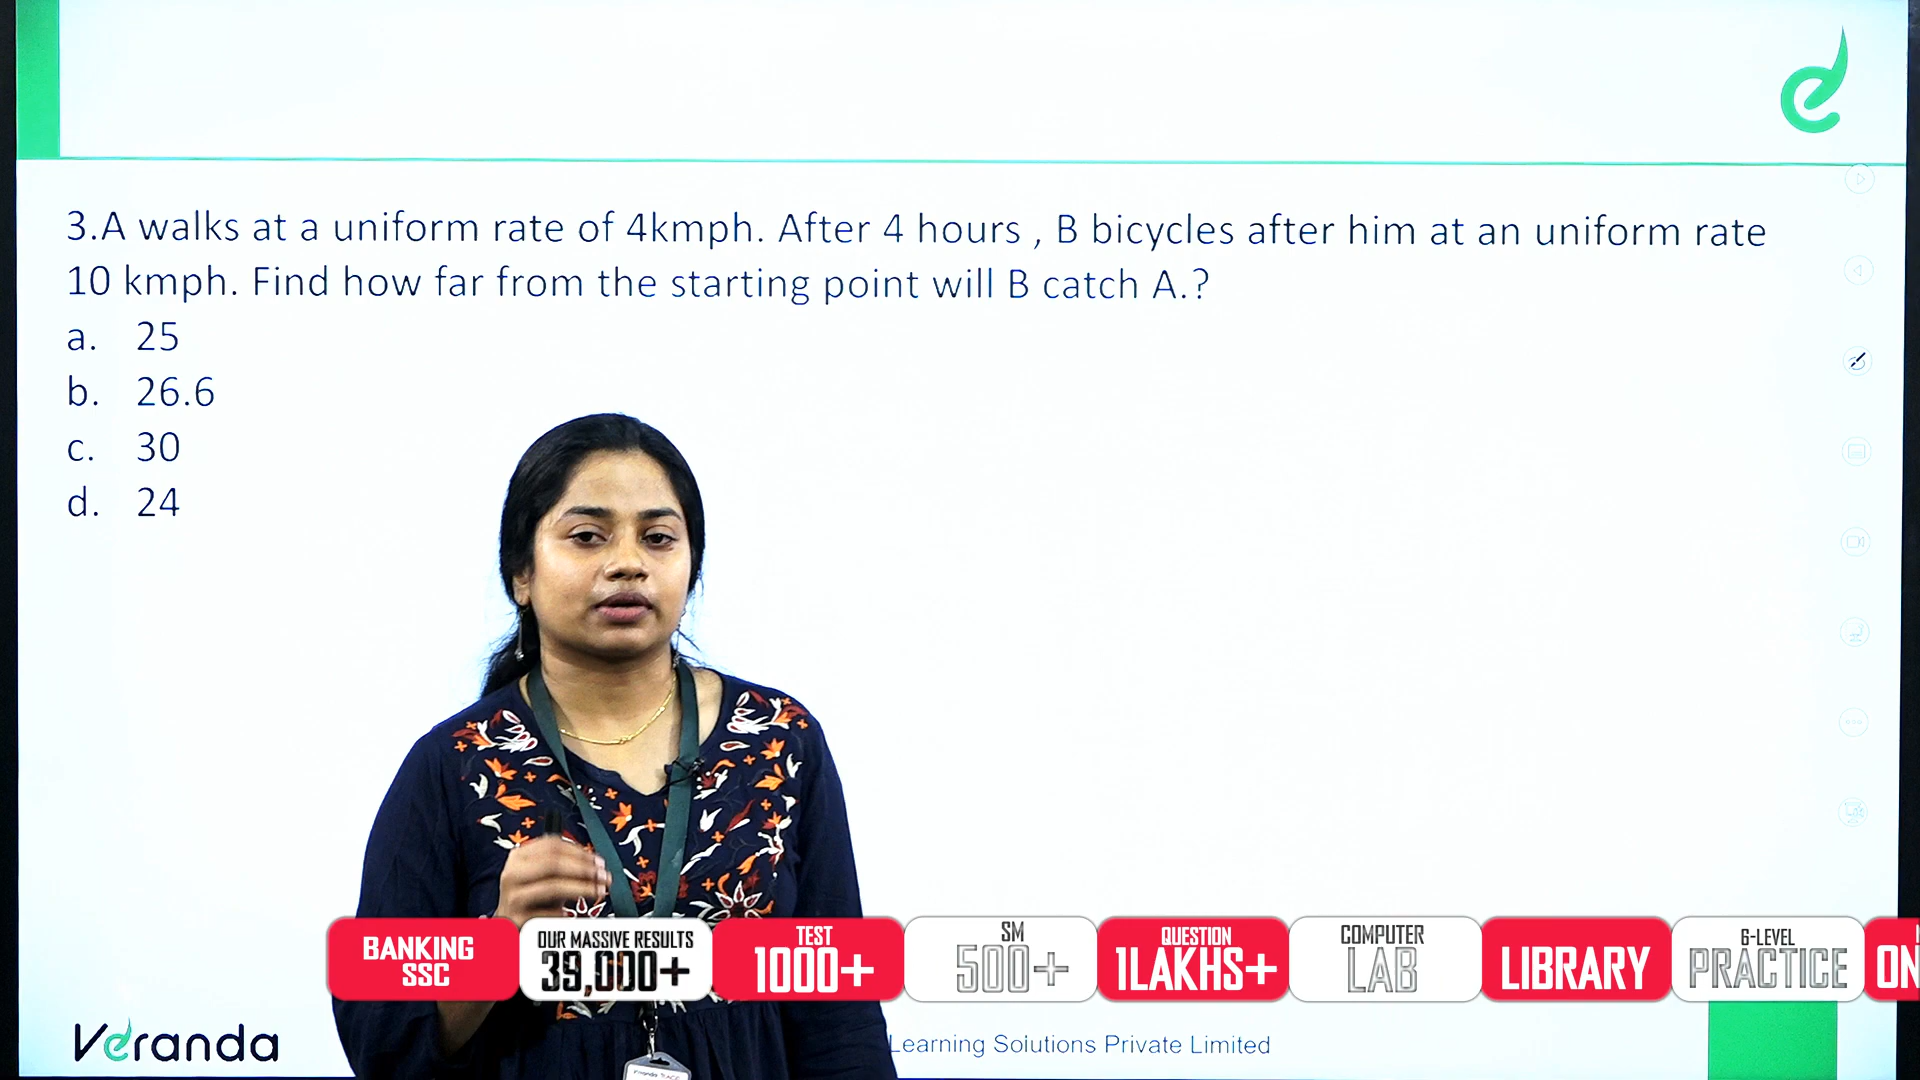 3.A walks at a uniform rate of 4kmph. After 4 hours , B bicycles after him at an uniform rate
10 kmph. Find how far from the starting point will B catch A.?
a. 25
b. 26.6
c. 30
d. 24
BANKING
SSC
OUR MASSIVE RESULTS
39,000+
TEST
1000+
SM
500+
QUESTION
1LAKHS+
COMPUTER
LAB
LIBRARY
6-LEVEL
PRACTICE
ON
Veranda
Learning Solutions Private Limited